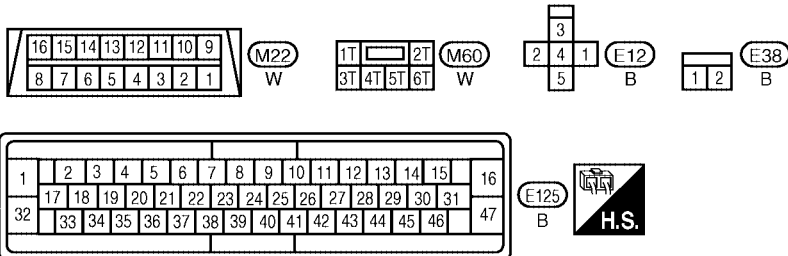 16 15 14 13 12 11 10 9
8 7 6 5 4 3 2 1
M22
W
1T 2T
3T 4T 5T 6T
M60
W
3
2 4 1
5
E12
B
1 2
E38
B
1 2 3 4 5 6 7 8 9 10 11 12 13 14 15 16
17 18 19 20 21 22 23 24 25 26 27 28 29 30 31
32 33 34 35 36 37 38 39 40 41 42 43 44 45 46 47
E125
B
H.S.